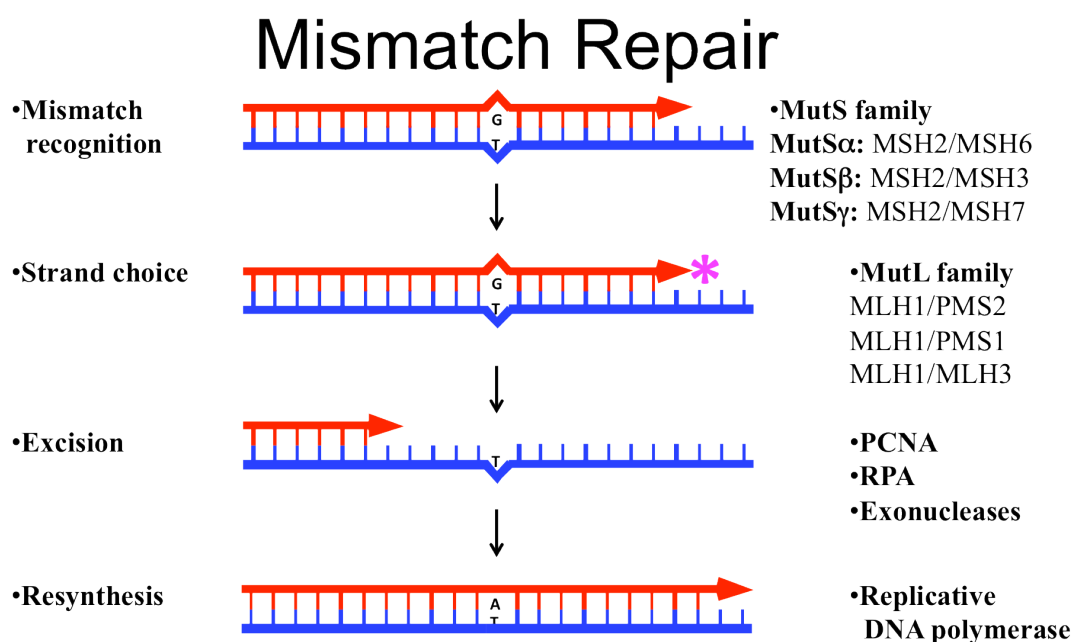 Mismatch Repair
•Mismatch
recognition
G
T
•MutS family
MutSα: MSH2/MSH6
MutSβ: MSH2/MSH3
MutSγ: MSH2/MSH7
•Strand choice
G
T
*
•MutL family
MLH1/PMS2
MLH1/PMS1
MLH1/MLH3
•Excision
T
•PCNA
•RPA
•Exonucleases
•Resynthesis
A
T
•Replicative
DNA polymerase